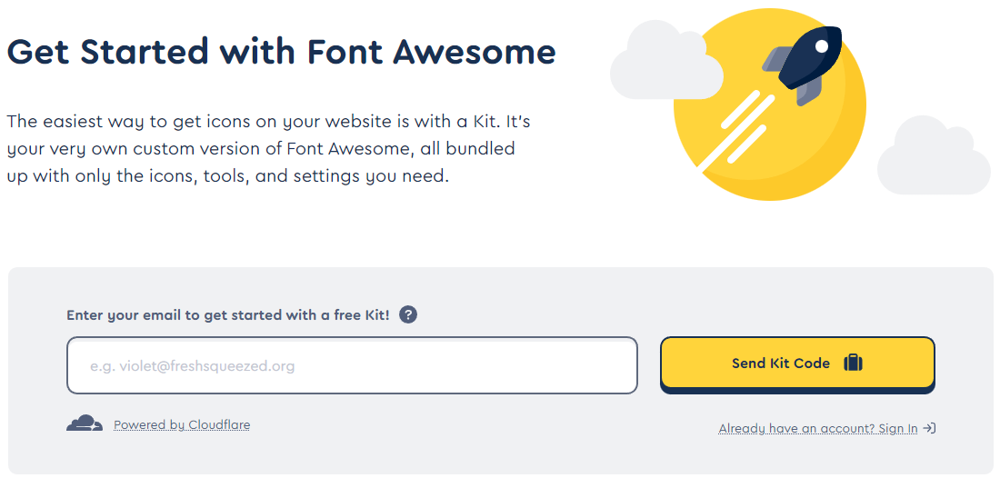 Get Started with Font Awesome
The easiest way to get icons on your website is with a Kit. It's
your very own custom version of Font Awesome, all bundled
up with only the icons, tools, and settings you need.
Enter your email to get started with a free Kit! ?
e.g. violet@freshsqueezed.org
Send Kit Code
Powered by Cloudflare
Already have an account? Sign In